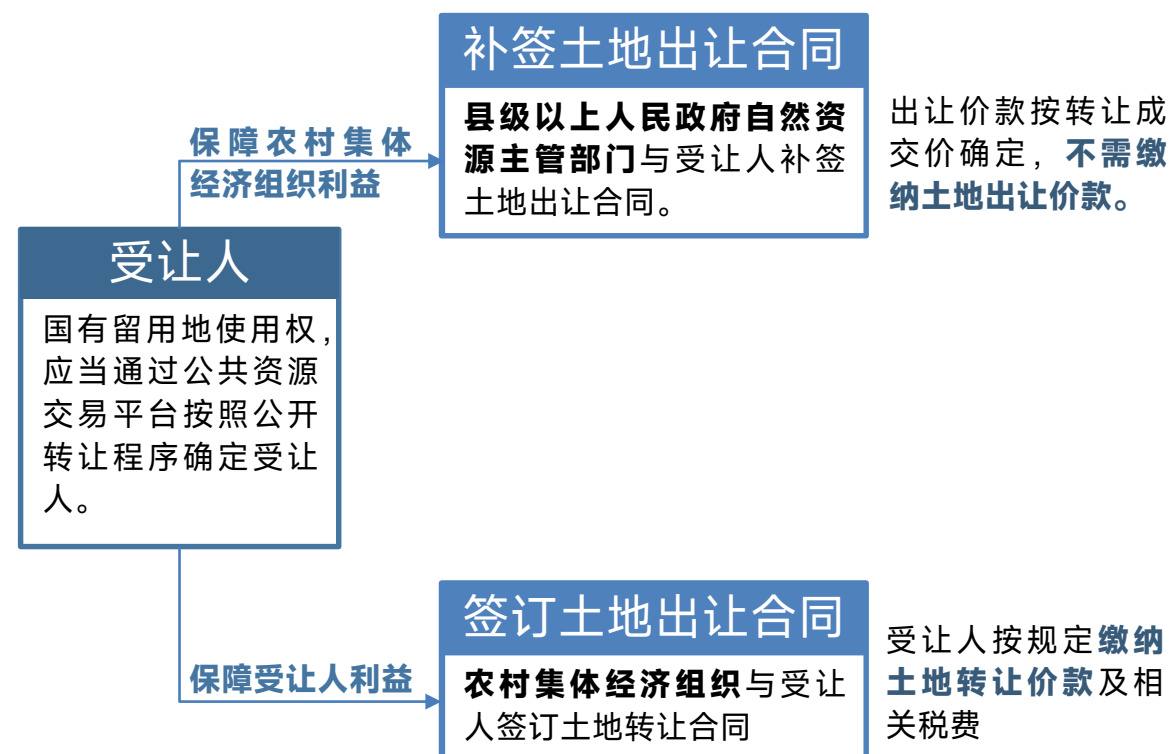 补签土地出让合同
县级以上人民政府自然资
源主管部门与受让人补签
土地出让合同。
出让价款按转让成
交价确定，不需缴
纳土地出让价款。
保障农村集体
经济组织利益
受让人
国有留用地使用权,
应当通过公共资源
交易平台按照公开
转让程序确定受让
人。
保障受让人利益
签订土地出让合同
农村集体经济组织与受让
人签订土地转让合同
受让人按规定缴纳
土地转让价款及相
关税费